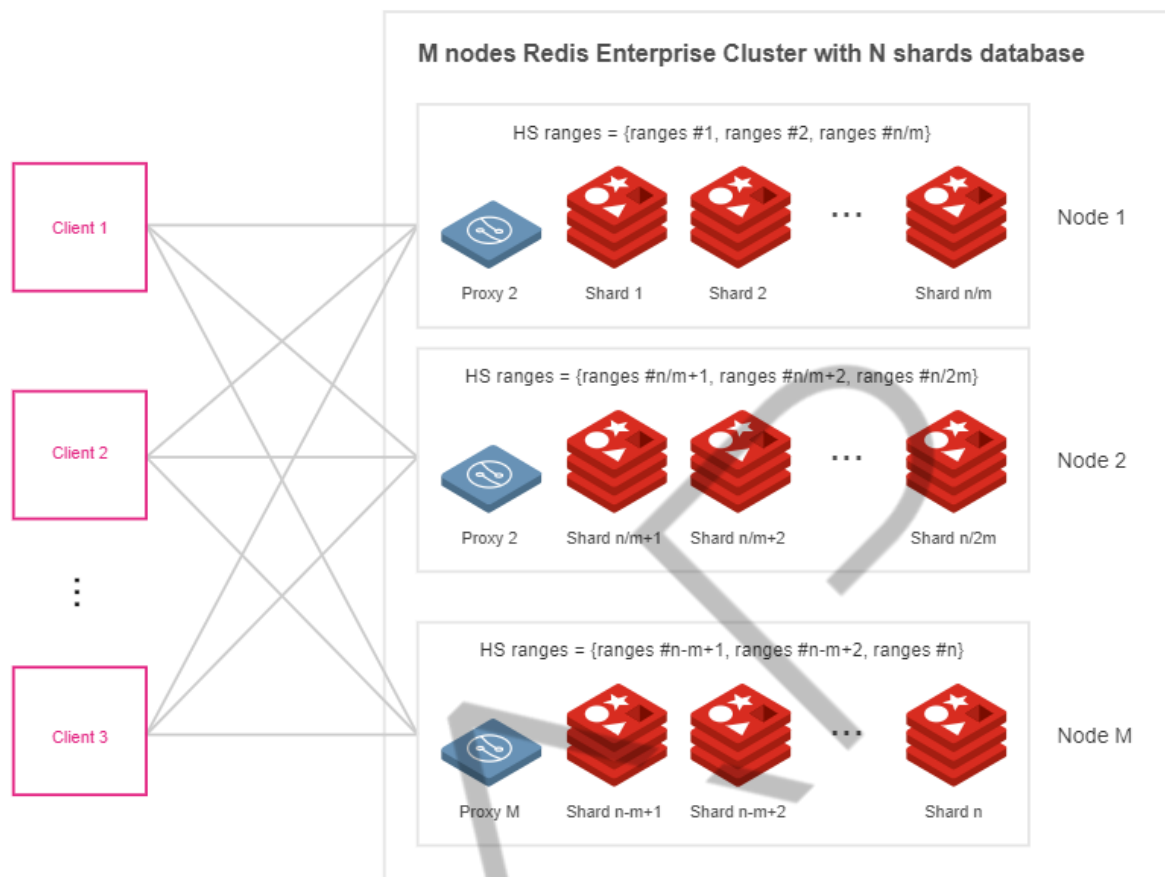 M nodes Redis Enterprise Cluster with N shards database
HS ranges = {ranges #1, ranges #2, ranges #n/m}
Client 1
Proxy 2
Shard 1
Shard 2
...
Shard n/m
Node 1
HS ranges = {ranges #n/m+1, ranges #n/m+2, ranges #n/2m}
Client 2
Proxy 2
Shard n/m+1
Shard n/m+2
...
Shard n/2m
Node 2
HS ranges = {ranges #n-m+1, ranges #n-m+2, ranges #n}
Client 3
Proxy M
Shard n-m+1
Shard n-m+2
...
Shard n
Node M